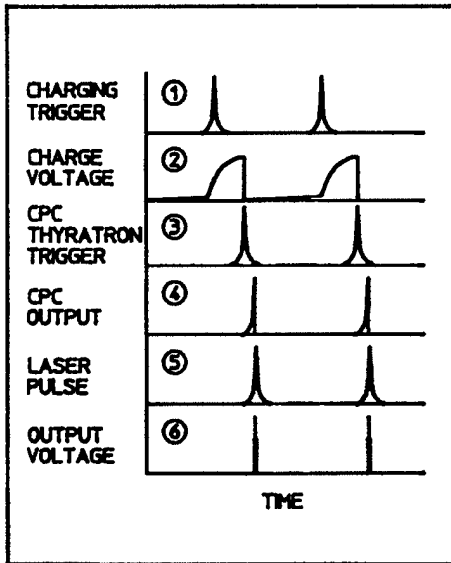 CHARGING
TRIGGER
①
CHARGE
VOLTAGE
②
CPC
THYRATRON
TRIGGER
③
CPC
OUTPUT
④
LASER
PULSE
⑤
OUTPUT
VOLTAGE
⑥
TIME